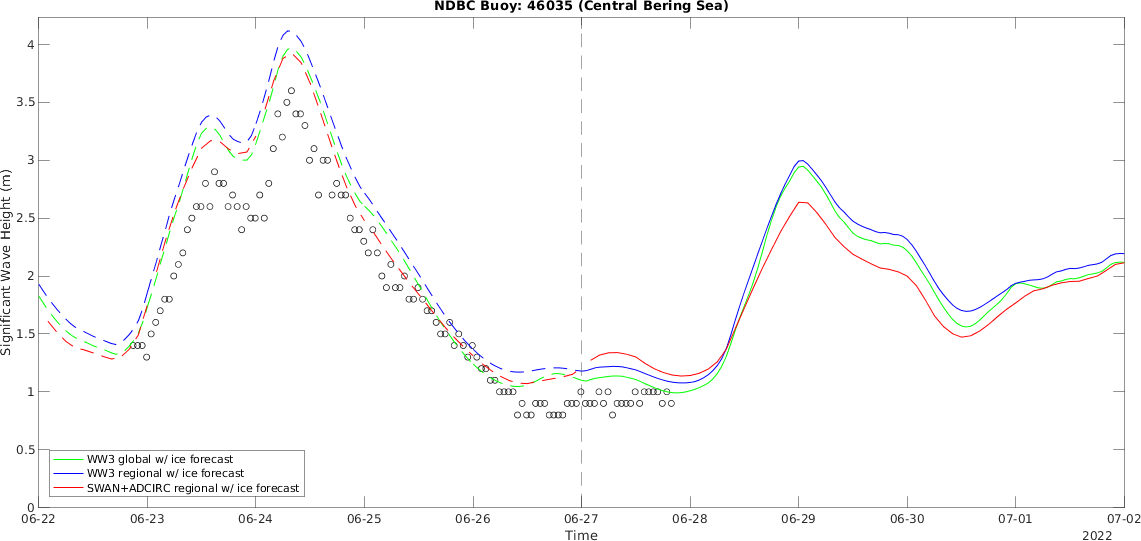 NDBC Buoy: 46035 (Central Bering Sea)
Significant Wave Height (m)
4
3.5
3
2.5
2
1.5
1
0.5
0
WW3 global w/ ice forecast
WW3 regional w/ ice forecast
SWAN+ADCIRC regional w/ ice forecast
06-22 06-23 06-24 06-25 06-26 06-27 06-28 06-29 06-30 07-01 07-02
Time
2022